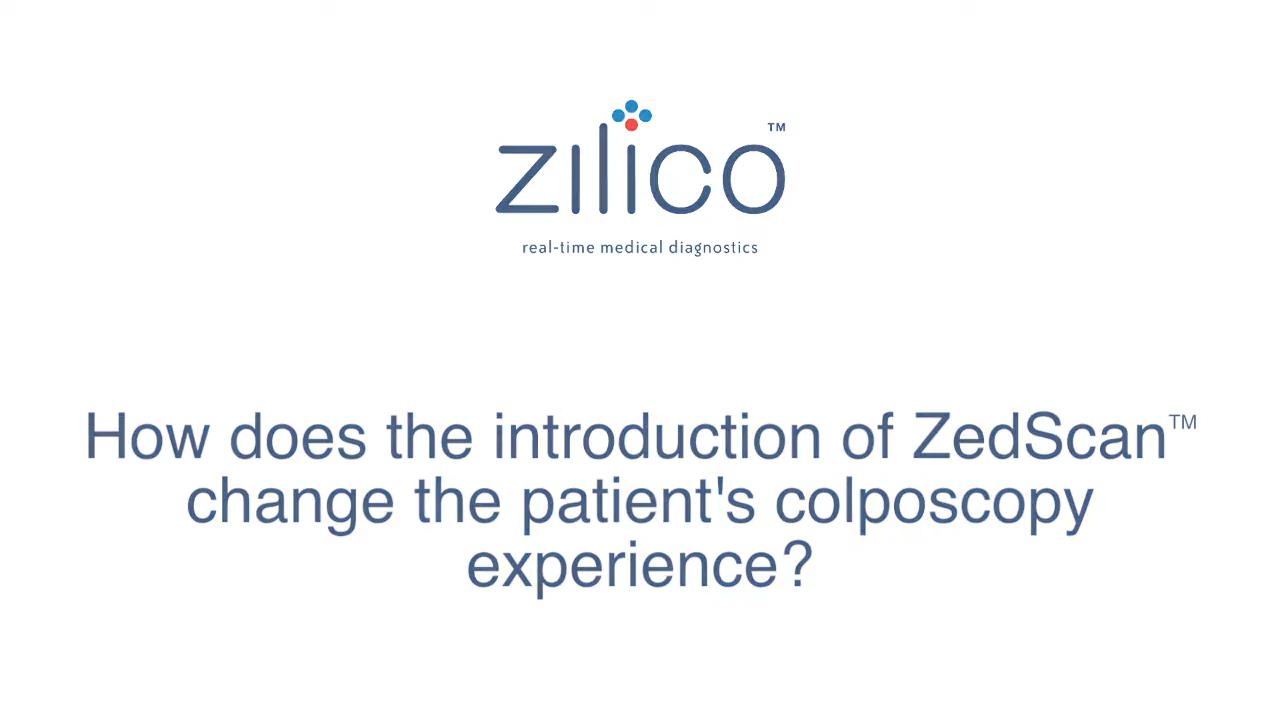 zilico™
real-time medical diagnostics
How does the introduction of ZedScan™
change the patient's colposcopy
experience?